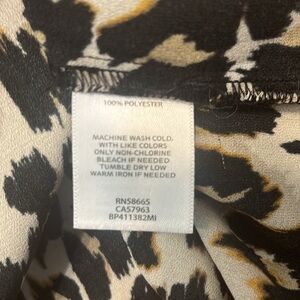 100% POLYESTER
MACHINE WASH COLD,
WITH LIKE COLORS
ONLY NON-CHLORINE
BLEACH IF NEEDED
TUMBLE DRY LOW
WARM IRON IF NEEDED
RN58665
CA57963
BP411382MI